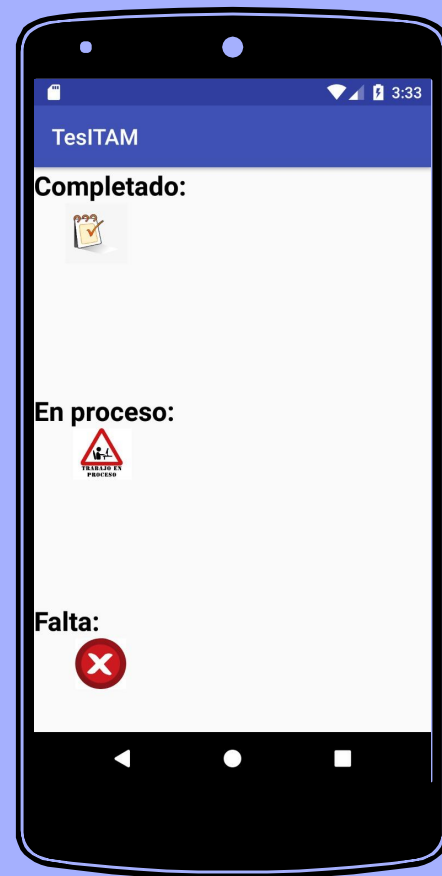 3:33
TesITAM
Completado:
En proceso:
TRABAJO EN
PROCESO
Falta: